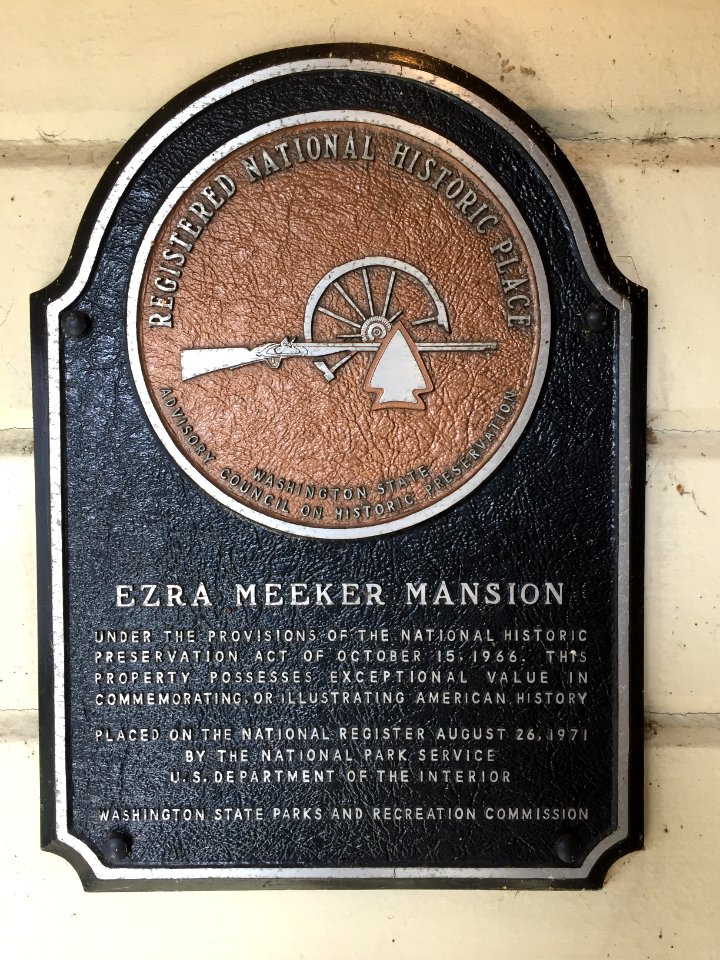 REGISTERED NATIONAL HISTORIC PLACE
WASHINGTON STATE
ADVISORY COUNCIL ON HISTORIC PRESERVATION
EZRA MEEKER MANSION
UNDER THE PROVISIONS OF THE NATIONAL HISTORIC
PRESERVATION ACT OF OCTOBER 15, 1966. THIS
PROPERTY POSSESSES EXCEPTIONAL VALUE IN
COMMEMORATING, OR ILLUSTRATING AMERICAN HISTORY
PLACED ON THE NATIONAL REGISTER AUGUST 26, 1971
BY THE NATIONAL PARK SERVICE
U.S. DEPARTMENT OF THE INTERIOR
WASHINGTON STATE PARKS AND RECREATION COMMISSION